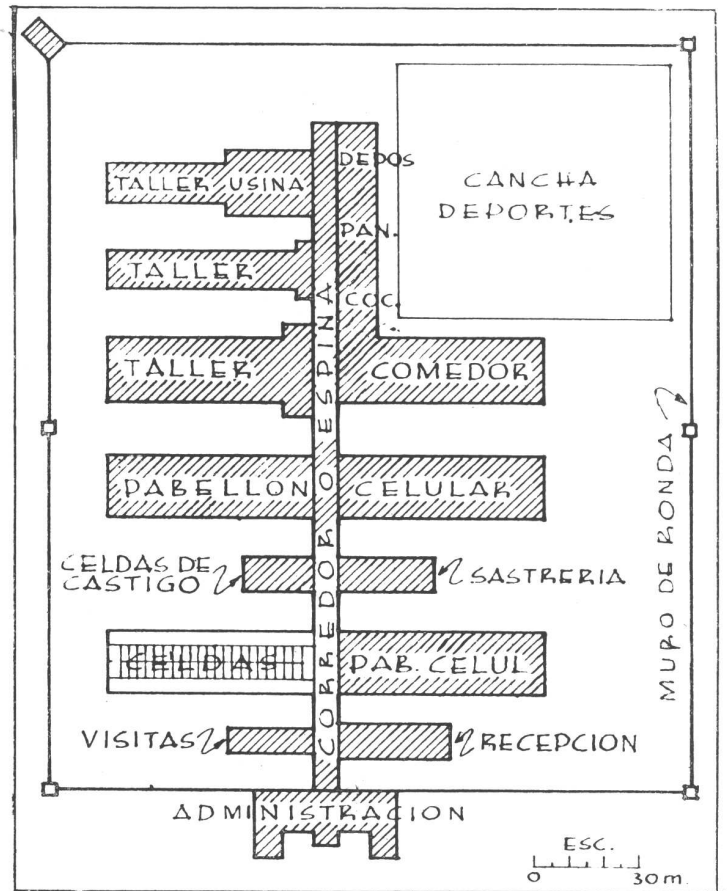 DEPOS
TALLER USINA
CANCHA
DEPORTES
PAN.
TALLER
COC.
TALLER
COMEDOR
CORREDOR O ESPINA
MURO DE RONDA
PABELLON CELULAR
CELDAS DE
CASTIGO
SASTRERIA
CELDAS
PAB. CELUL
VISITAS
RECEPCION
ADMINISTRACION
ESC.
0 30m.